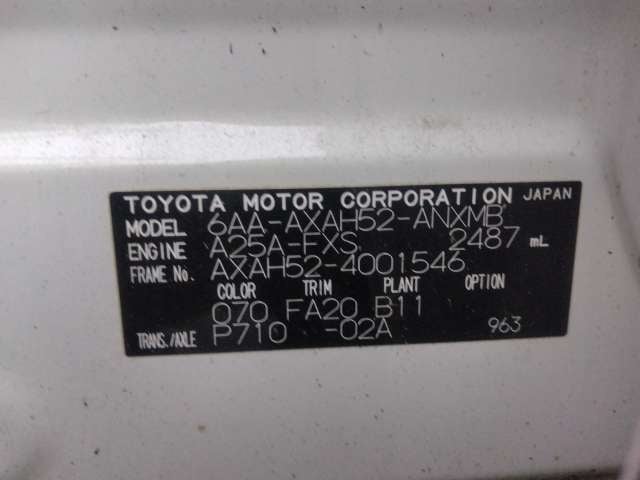 TOYOTA MOTOR CORPORATION JAPAN
MODEL 6AA-AXAH52-ANXMB
ENGINE A25A-FXS 2487 mL
FRAME No. AXAH52-4001546
COLOR TRIM PLANT OPTION
070 FA20 B11
TRANS./AXLE P710 -02A 963